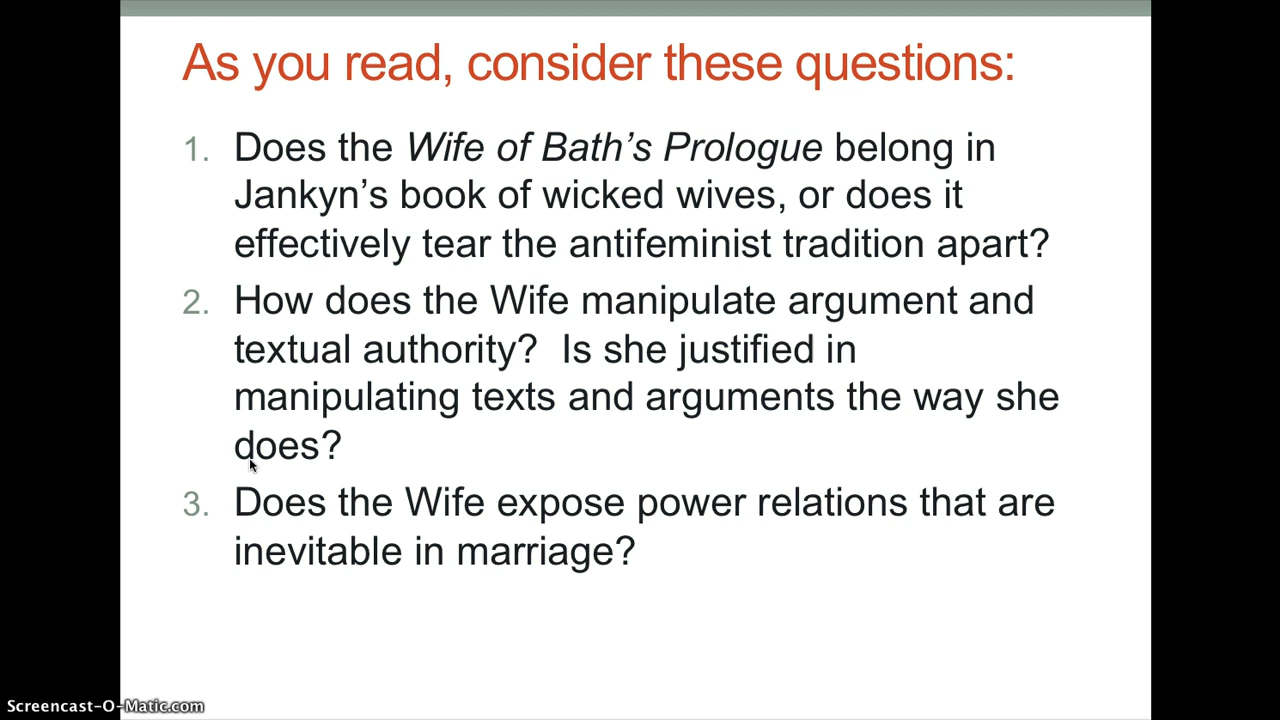 As you read, consider these questions:
1. Does the Wife of Bath’s Prologue belong in
Jankyn’s book of wicked wives, or does it
effectively tear the antifeminist tradition apart?
2. How does the Wife manipulate argument and
textual authority?  Is she justified in
manipulating texts and arguments the way she
does?
3. Does the Wife expose power relations that are
inevitable in marriage?
Screencast-O-Matic.com